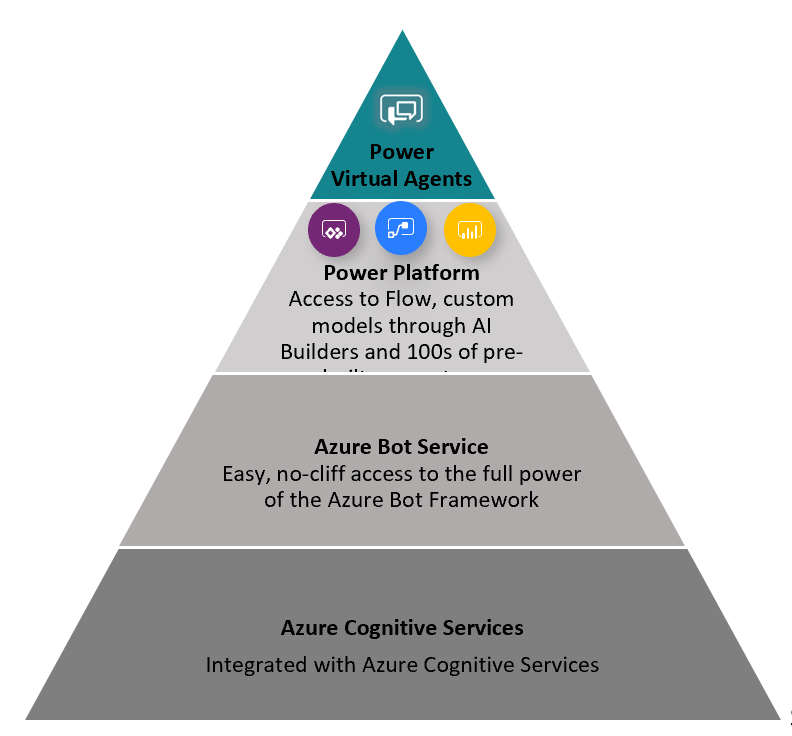 Power
Virtual Agents
Power Platform
Access to Flow, custom
models through AI
Builders and 100s of pre-
Azure Bot Service
Easy, no-cliff access to the full power
of the Azure Bot Framework
Azure Cognitive Services
Integrated with Azure Cognitive Services